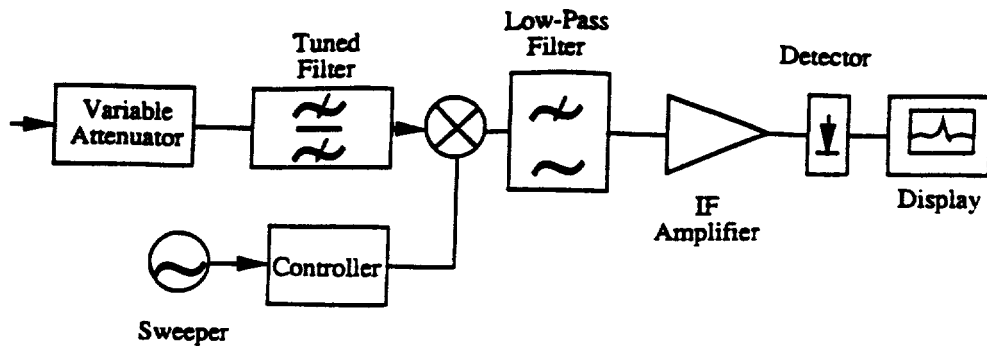 Tuned
Filter
Low-Pass
Filter
Detector
Variable
Attenuator
IF
Amplifier
Display
Controller
Sweeper